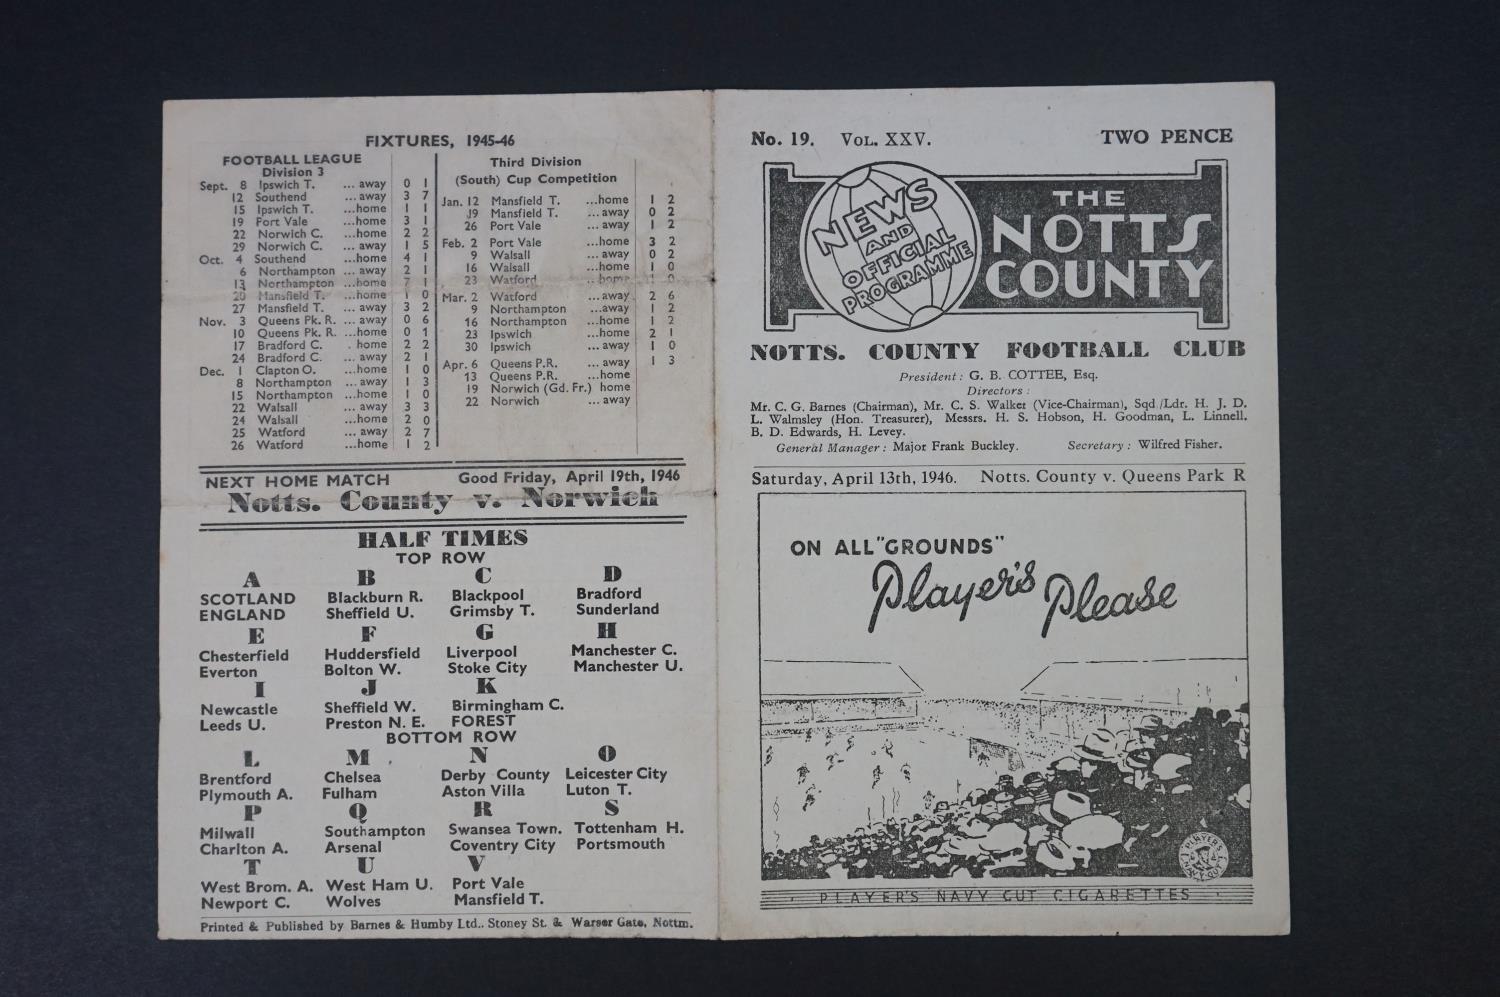 FIXTURES, 1945-46
FOOTBALL LEAGUE
Division 3
Sept. 8 Ipswich T. ... away 0 1
12 Southend ... away 3 7
15 Ipswich T. ...home 1 1
19 Port Vale ...home 3 1
22 Norwich C. ...home 2 2
29 Norwich C. ... away 1 5
Oct. 4 Southend ...home 4 1
6 Northampton ... away 2 1
13 Northampton ...home 7 1
20 Mansfield T. ...home 1 0
27 Mansfield T. ... away 3 2
Nov. 3 Queens Pk. R. ... away 0 6
10 Queens Pk. R. ...home 0 1
17 Bradford C. . home 2 2
24 Bradford C. ... away 2 1
Dec. 1 Clapton O. ...home 1 0
8 Northampton ... away 1 3
15 Northampton ...home 1 0
22 Walsall ... away 3 3
24 Walsall ...home 2 0
25 Watford ... away 2 7
26 Watford ...home 1 2
Third Division
(South) Cup Competition
Jan. 12 Mansfield T. ...home 1 2
J9 Mansfield T. ... away 0 2
26 Port Vale ... away 1 2
Feb. 2 Port Vale ...home 3 2
9 Walsall ... away 0 2
16 Walsall ...home 1 0
23 Watford ...home 1 0
Mar. 2 Watford ... away 2 6
9 Northampton ... away 1 2
16 Northampton ...home 1 2
23 Ipswich ...home 2 1
30 Ipswich ... away 1 0
Apr. 6 Queens P.R. ... away 1 3
13 Queens P.R. ...home
19 Norwich (Gd. Fr.) home
22 Norwich ... away
NEXT HOME MATCH Good Friday, April 19th, 1946
Notts. County v. Norwich
HALF TIMES
TOP ROW
A B C D
SCOTLAND Blackburn R. Blackpool Bradford
ENGLAND Sheffield U. Grimsby T. Sunderland
E F G H
Chesterfield Huddersfield Liverpool Manchester C.
Everton Bolton W. Stoke City Manchester U.
I J K
Newcastle Sheffield W. Birmingham C.
Leeds U. Preston N. E. FOREST
BOTTOM ROW
L M N O
Brentford Chelsea Derby County Leicester City
Plymouth A. Fulham Aston Villa Luton T.
P Q R S
Milwall Southampton Swansea Town. Tottenham H.
Charlton A. Arsenal Coventry City Portsmouth
T U V
West Brom. A. West Ham U. Port Vale
Newport C. Wolves Mansfield T.
Printed & Published by Barnes & Humby Ltd.. Stoney St. & Warser Gate, Nottm.
No. 19. VOL. XXV. TWO PENCE
NEWS AND OFFICIAL PROGRAMME
THE NOTTS COUNTY
NOTTS. COUNTY FOOTBALL CLUB
President: G. B. COTTEE, Esq.
Directors:
Mr. C. G. Barnes (Chairman), Mr. C. S. Walker (Vice-Chairman), Sqd./Ldr. H. J. D.
L. Walmsley (Hon. Treasurer), Messrs. H. S. Hobson, H. Goodman, L. Linnell,
B. D. Edwards, H. Levey.
General Manager: Major Frank Buckley. Secretary: Wilfred Fisher.
Saturday, April 13th, 1946. Notts. County v. Queens Park R
ON ALL "GROUNDS"
Player's Please
PLAYER'S NAVY CUT CIGARETTES